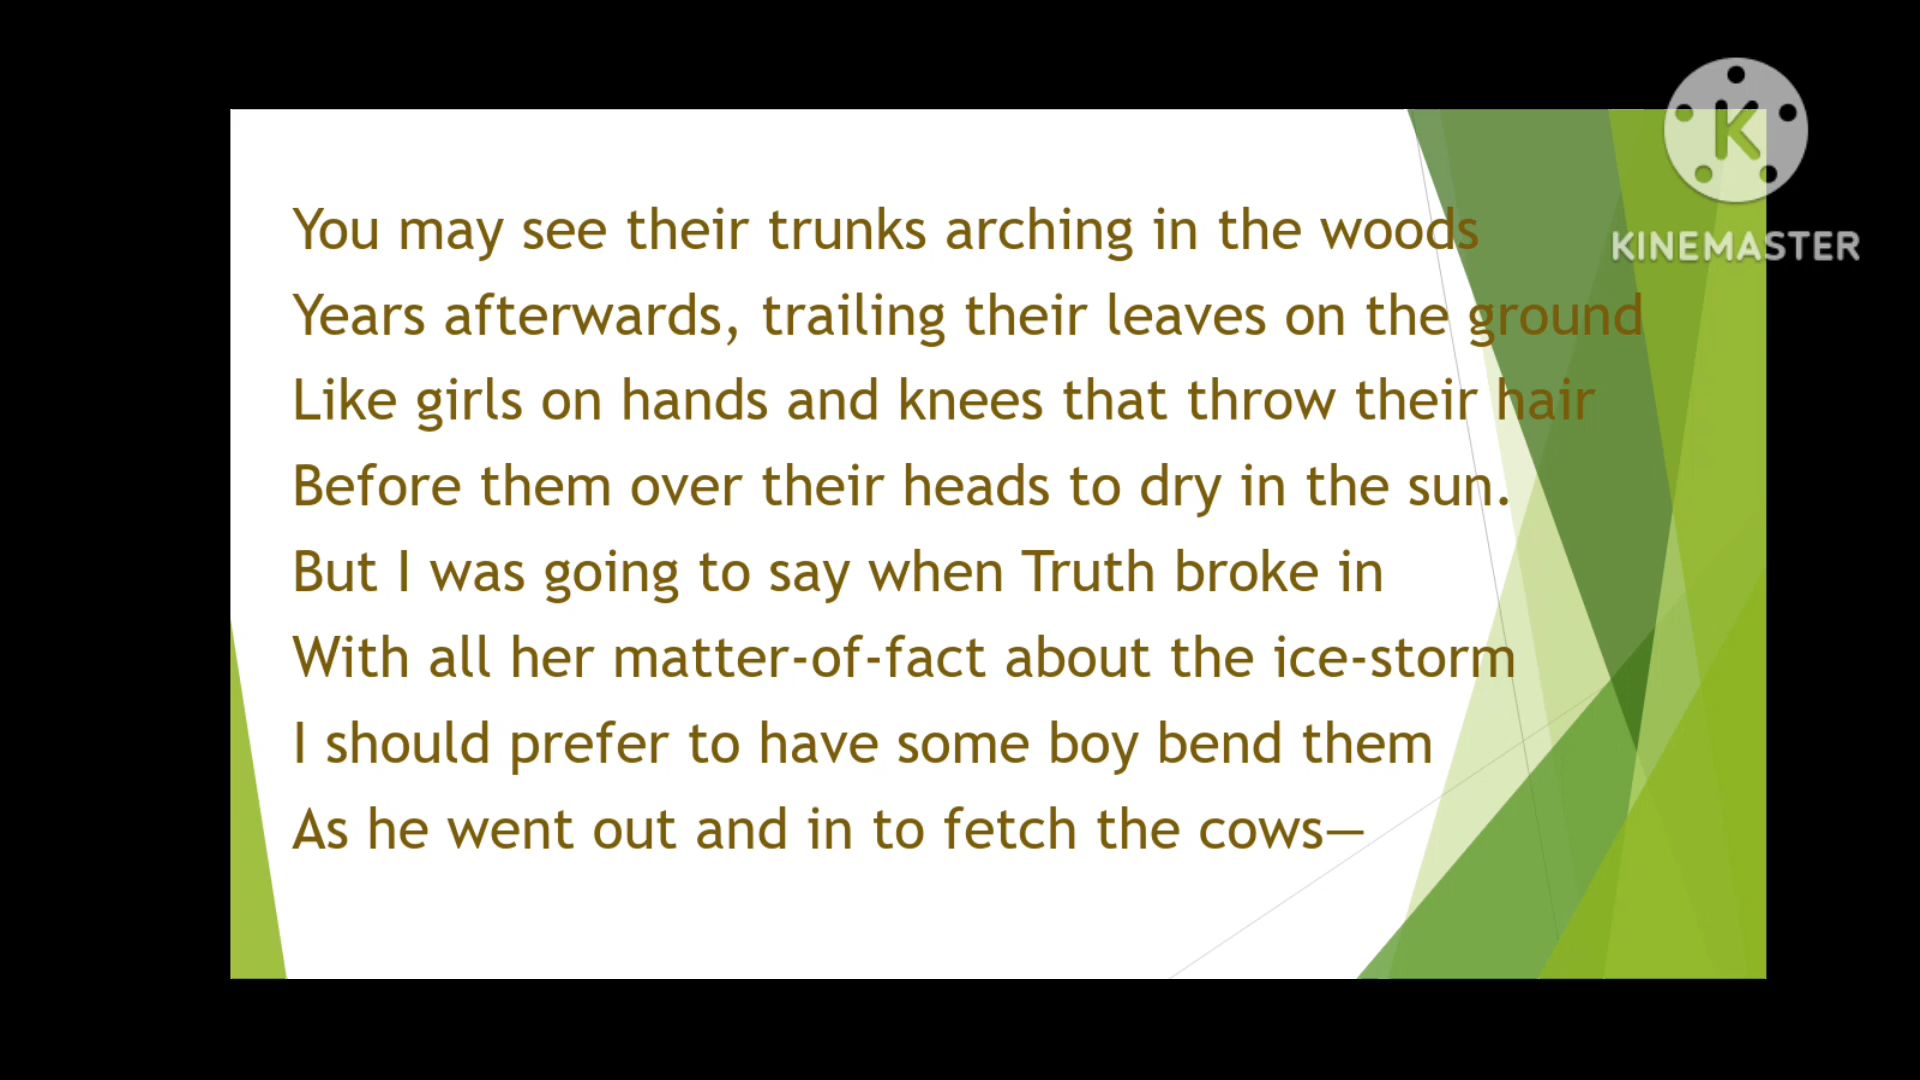 You may see their trunks arching in the woods
Years afterwards, trailing their leaves on the ground
Like girls on hands and knees that throw their hair
Before them over their heads to dry in the sun.
But I was going to say when Truth broke in
With all her matter-of-fact about the ice-storm
I should prefer to have some boy bend them
As he went out and in to fetch the cows—
K
KINEMASTER